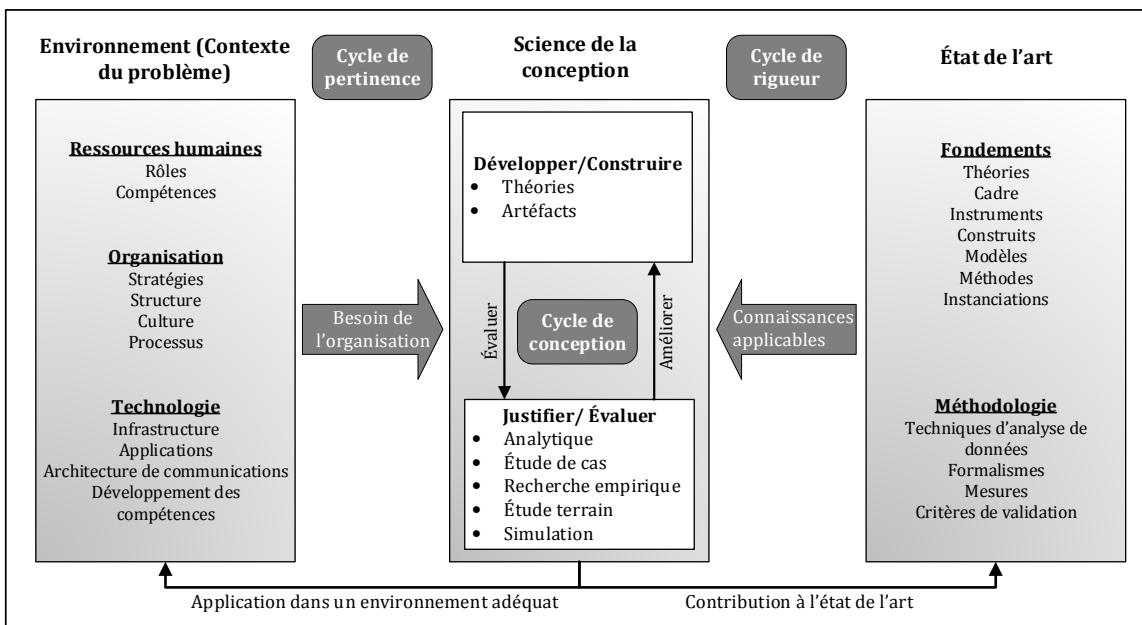 Environnement (Contexte
du problème)
Cycle de
pertinence
Science de la
conception
Cycle de
rigueur
État de l’art
Ressources humaines
Rôles
Compétences
Organisation
Stratégies
Structure
Culture
Processus
Technologie
Infrastructure
Applications
Architecture de communications
Développement des
compétences
Besoin de
l’organisation
Développer/Construire
• Théories
• Artéfacts
Évaluer
Cycle de
conception
Améliorer
Justifier/ Évaluer
• Analytique
• Étude de cas
• Recherche empirique
• Étude terrain
• Simulation
Connaissances
applicables
Fondements
Théories
Cadre
Instruments
Construits
Modèles
Méthodes
Instanciations
Méthodologie
Techniques d’analyse de
données
Formalismes
Mesures
Critères de validation
Application dans un environnement adéquat
Contribution à l’état de l’art